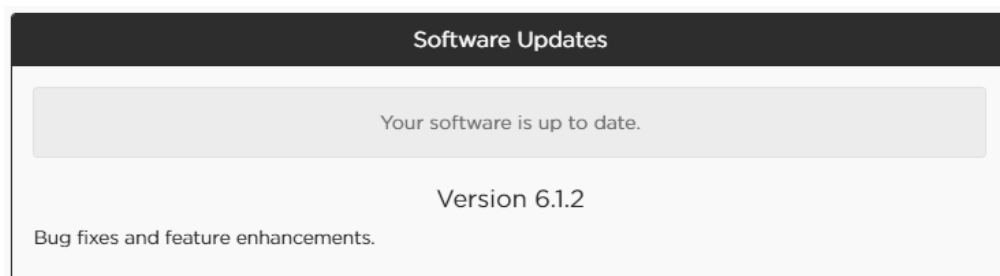 Software Updates
Your software is up to date.
Version 6.1.2
Bug fixes and feature enhancements.